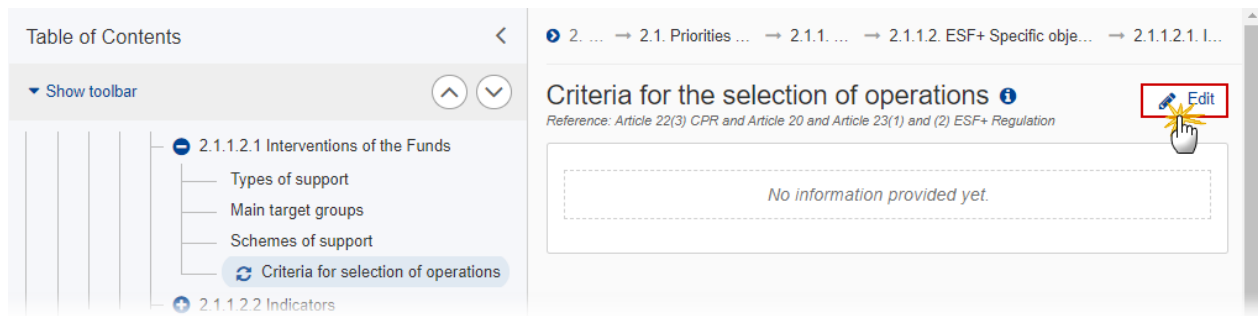 Table of Contents
2. ... → 2.1. Priorities ... → 2.1.1. ... → 2.1.1.2. ESF+ Specific obje... → 2.1.1.2.1. I...
Show toolbar
Criteria for the selection of operations
Edit
Reference: Article 22(3) CPR and Article 20 and Article 23(1) and (2) ESF+ Regulation
2.1.1.2.1 Interventions of the Funds
Types of support
Main target groups
Schemes of support
Criteria for selection of operations
2.1.1.2.2 Indicators
No information provided yet.